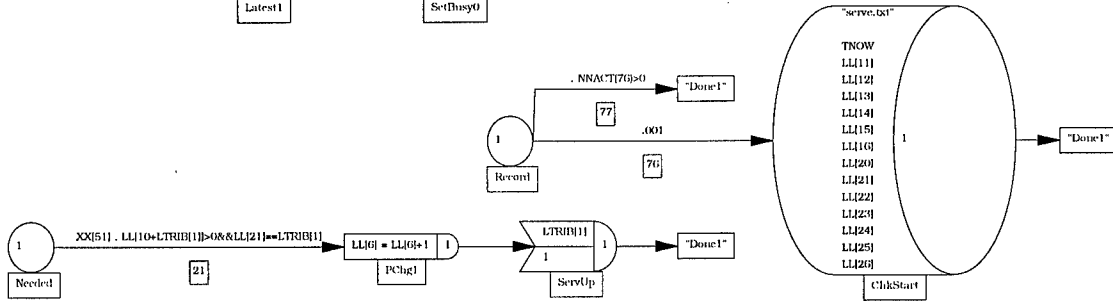 Latest1
SetBusy0
"serve.txt"
TNOW
LL[11]
LL[12]
LL[13]
LL[14]
LL[15]
LL[16]
LL[20]
LL[21]
LL[22]
LL[23]
LL[24]
LL[25]
LL[26]
1
"Done1"
ChkStart
, NNACT[76]>0
"Done1"
77
1
.001
Record
76
1
XX[51] , LL[10+LTRIB[1]]>0&&LL[21]==LTRIB[1]
21
Needed
LL[6] = LL[6]+1
1
PChg1
LTRIB[1]
1
1
ServUp
"Done1"